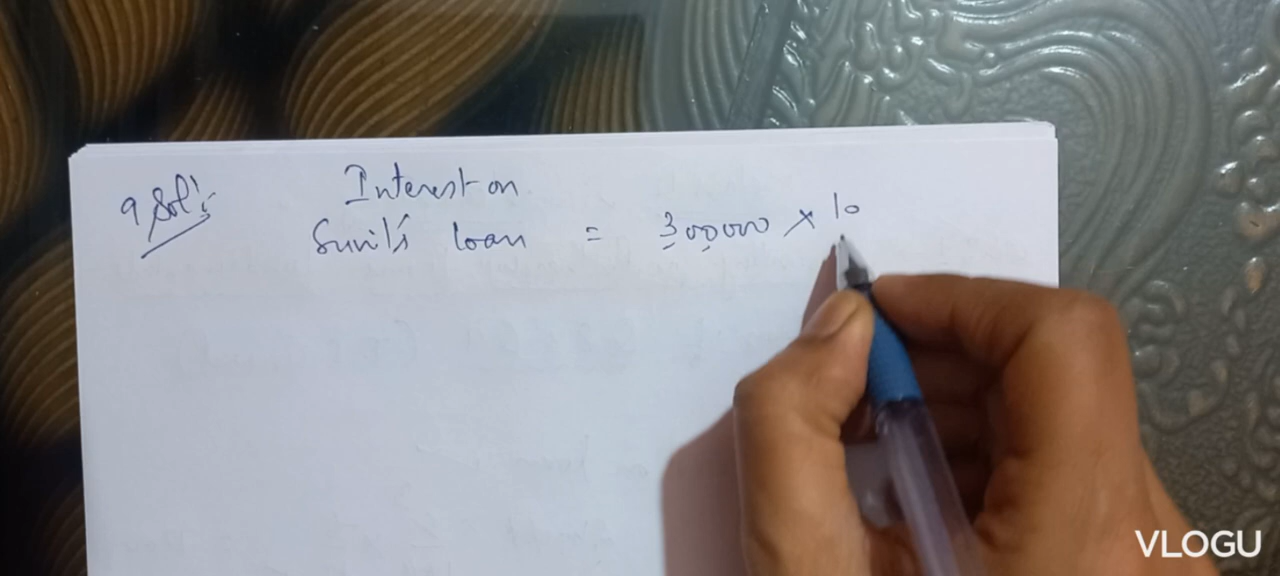 9 Sol:
Interest on
Sunil's loan = 3,00,000 × 10
VLOGU